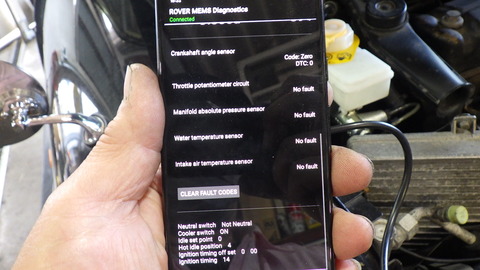 ROVER MEMS Diagnostics
Connected
Crankshaft angle sensor
Code: Zero
DTC: 0
Throttle potentiometer circuit
No fault
Manifold absolute pressure sensor
No fault
Water temperature sensor
No fault
Intake air temperature sensor
No fault
CLEAR FAULT CODES
Neutral switch Not Neutral
Cooler switch ON
Idle set point 0
Hot idle position 4
Ignition timing off set 0 00
Ignition timing 14